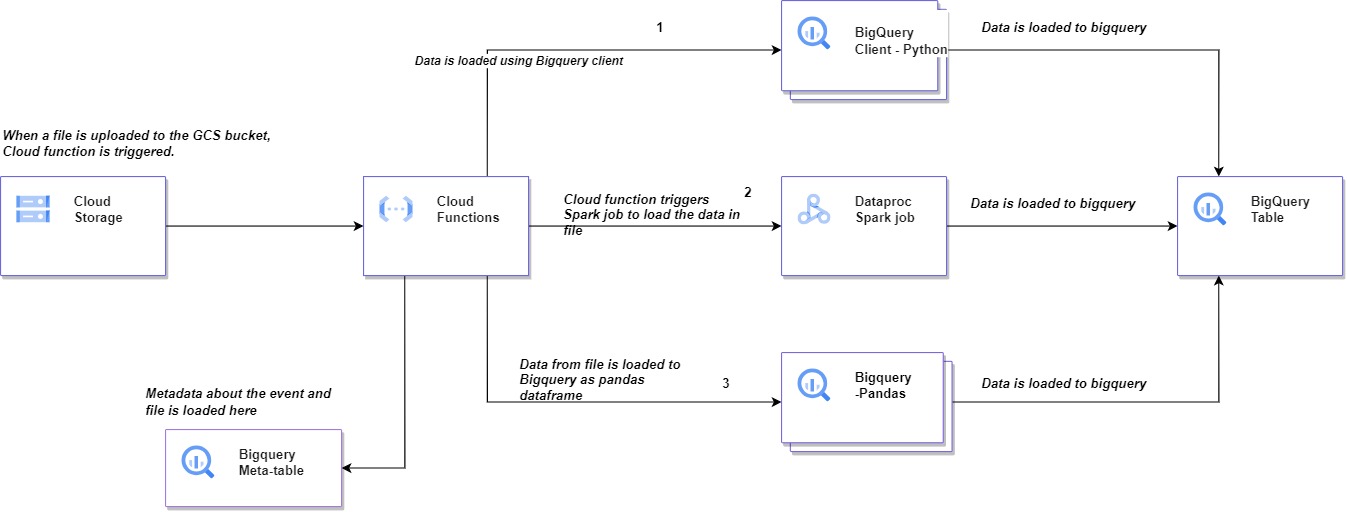 1
Data is loaded using Bigquery client
BigQuery
Client - Python
Data is loaded to bigquery
When a file is uploaded to the GCS bucket,
Cloud function is triggered.
Cloud
Storage
Cloud
Functions
Cloud function triggers
Spark job to load the data in
file
2
Dataproc
Spark job
Data is loaded to bigquery
BigQuery
Table
Data from file is loaded to
Bigquery as pandas
dataframe
3
Bigquery
-Pandas
Data is loaded to bigquery
Metadata about the event and
file is loaded here
Bigquery
Meta-table